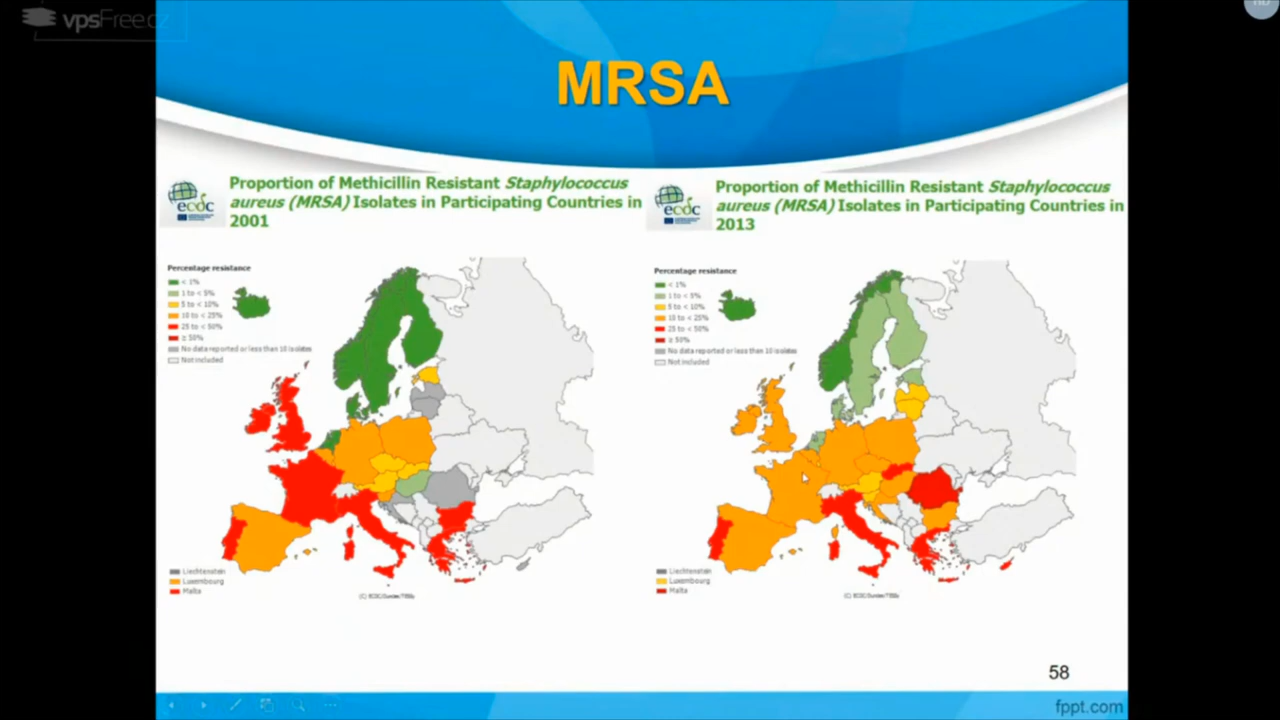 vpsFree.cz
HD
MRSA
ecdc
Proportion of Methicillin Resistant Staphylococcus
aureus (MRSA) Isolates in Participating Countries in
2001
Percentage resistance
< 1%
1 to < 5%
5 to < 10%
10 to < 25%
25 to < 50%
≥ 50%
No data reported or less than 10 isolates
Not included
Liechtenstein
Luxembourg
Malta
ecdc
Proportion of Methicillin Resistant Staphylococcus
aureus (MRSA) Isolates in Participating Countries in
2013
Percentage resistance
< 1%
1 to < 5%
5 to < 10%
10 to < 25%
25 to < 50%
≥ 50%
No data reported or less than 10 isolates
Not included
Liechtenstein
Luxembourg
Malta
58
fppt.com